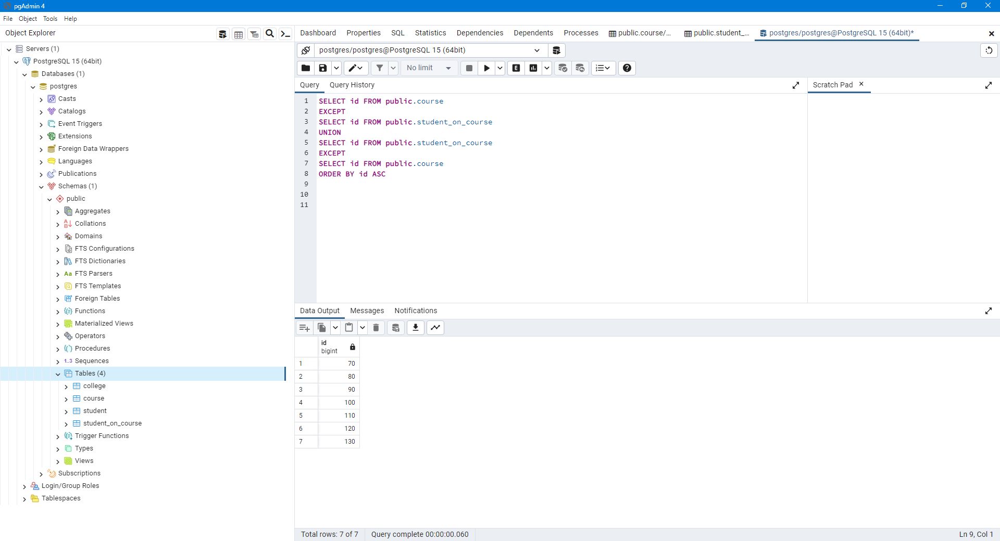 pgAdmin 4
File Object Tools Help
Object Explorer
Servers (1)
PostgreSQL 15 (64bit)
Databases (1)
postgres
Casts
Catalogs
Event Triggers
Extensions
Foreign Data Wrappers
Languages
Publications
Schemas (1)
public
Aggregates
Collations
Domains
FTS Configurations
FTS Dictionaries
Aa FTS Parsers
FTS Templates
Foreign Tables
Functions
Materialized Views
Operators
Procedures
1..3 Sequences
Tables (4)
college
course
student
student_on_course
Trigger Functions
Types
Views
Subscriptions
Login/Group Roles
Tablespaces
Dashboard Properties SQL Statistics Dependencies Dependents Processes public.course/... public.student_... postgres/postgres@PostgreSQL 15 (64bit)*
postgres/postgres@PostgreSQL 15 (64bit)
No limit E
Query Query History
1 SELECT id FROM public.course
2 EXCEPT
3 SELECT id FROM public.student_on_course
4 UNION
5 SELECT id FROM public.student_on_course
6 EXCEPT
7 SELECT id FROM public.course
8 ORDER BY id ASC
9
10
11
Scratch Pad
Data Output Messages Notifications
id
bigint
1 70
2 80
3 90
4 100
5 110
6 120
7 130
Total rows: 7 of 7 Query complete 00:00:00.060 Ln 9, Col 1